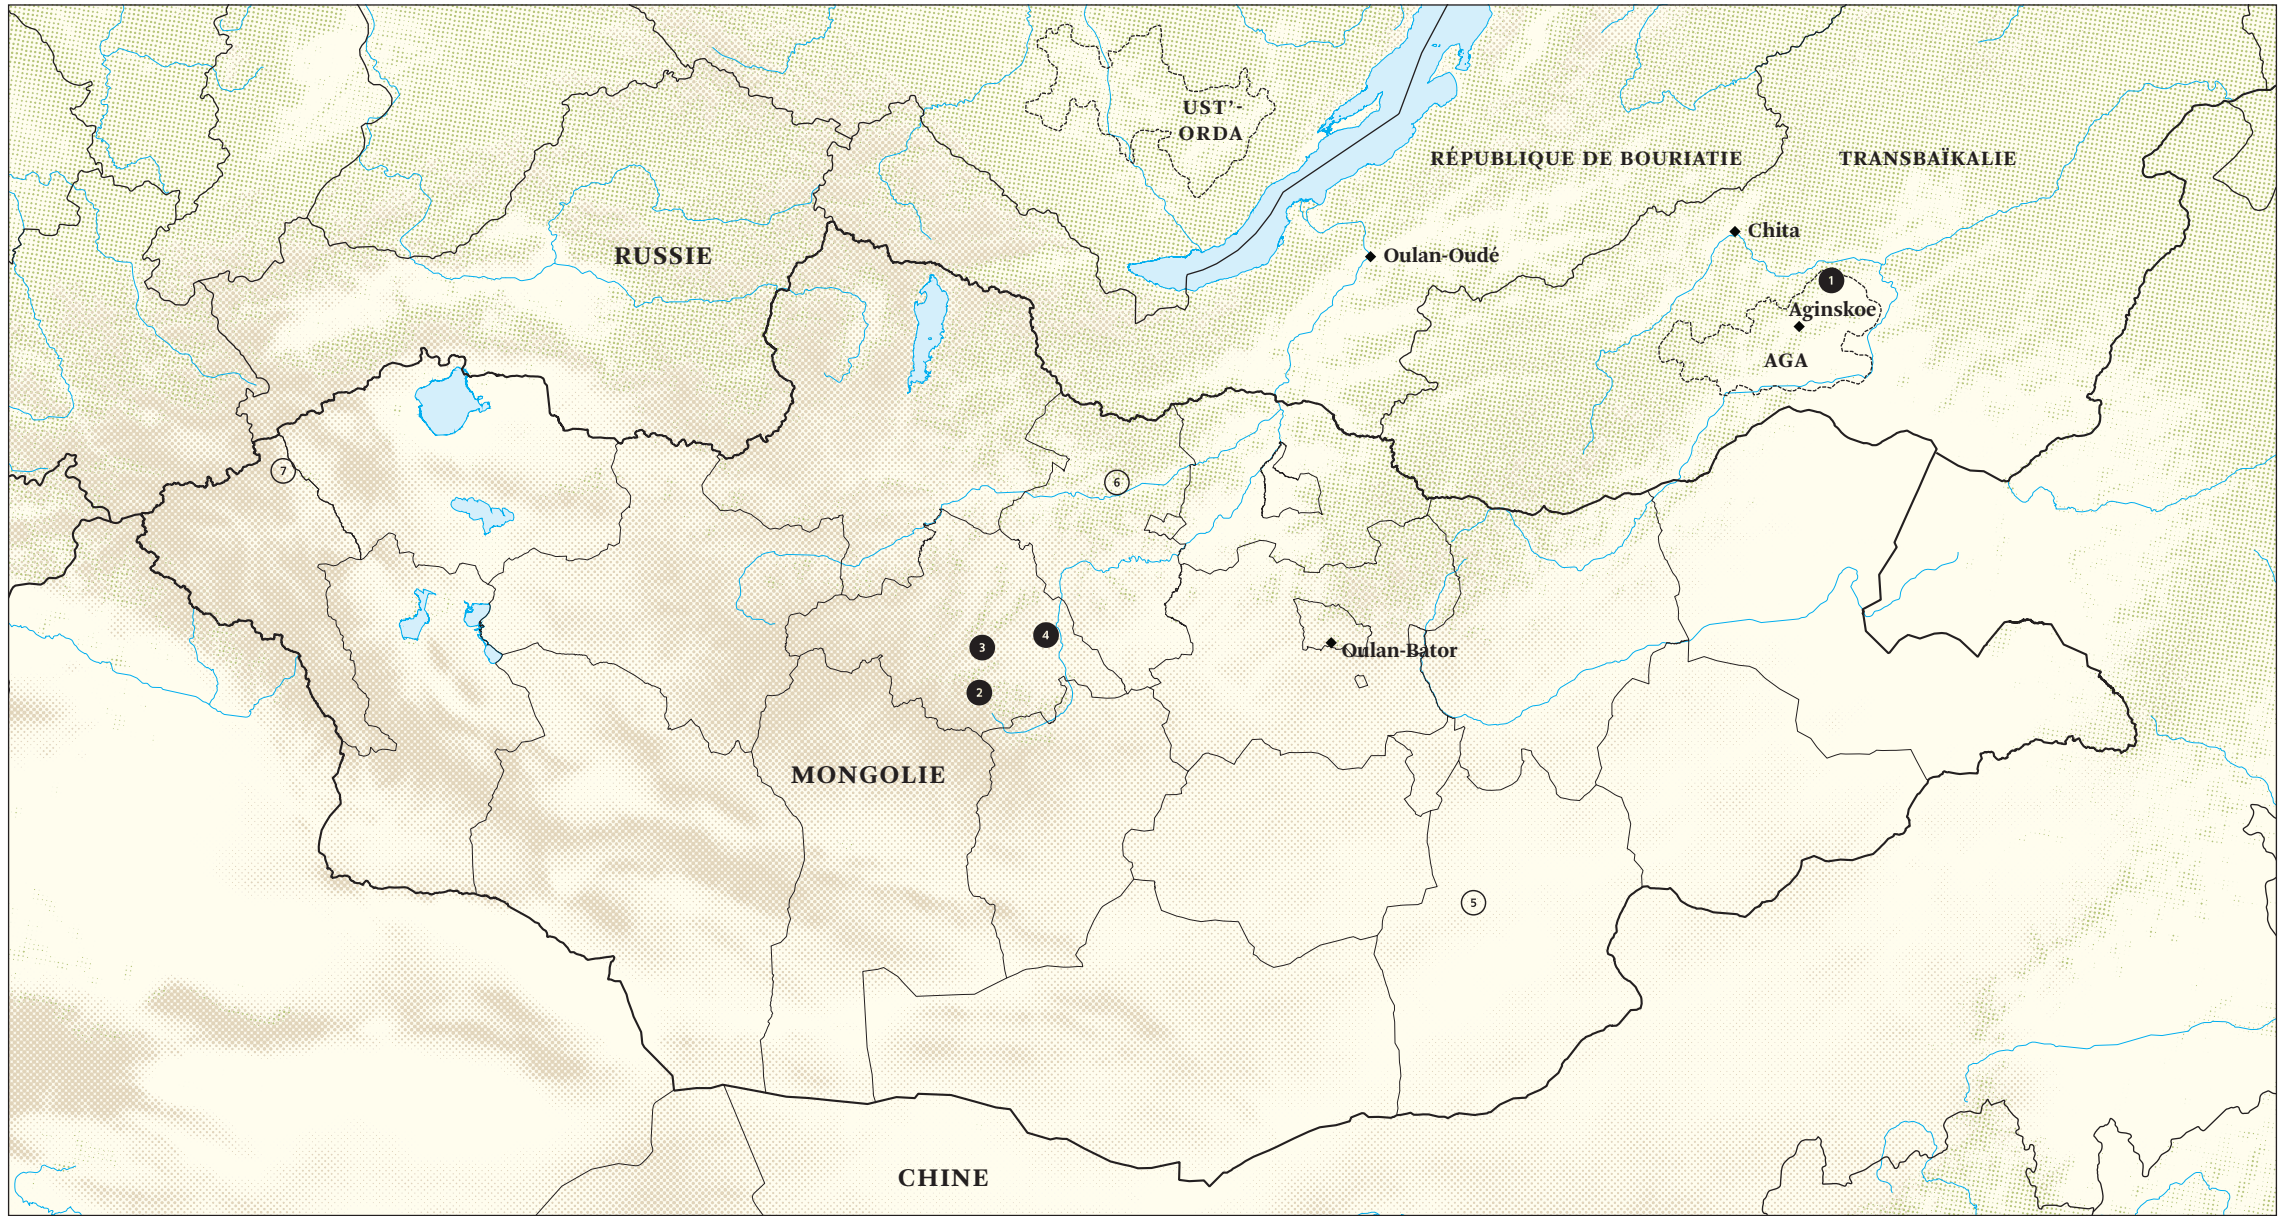 UST'-
ORDA
RÉPUBLIQUE DE BOURIATIE
TRANSBAÏKALIE
Chita
RUSSIE
Oulan-Oudé
1
Aginskoe
AGA
7
6
4
3
Oulan-Bator
2
MONGOLIE
5
CHINE